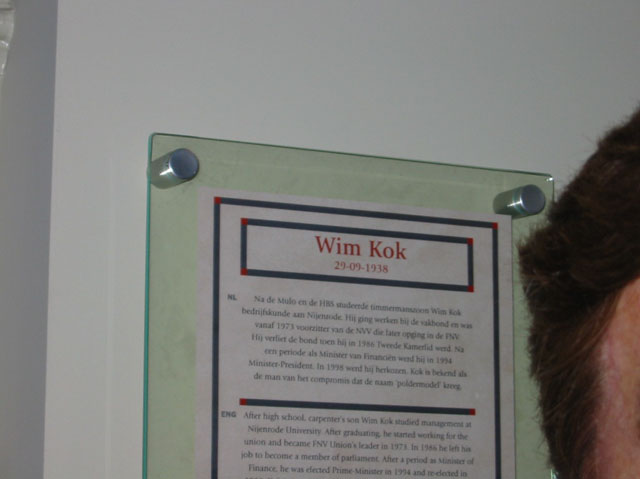 Wim Kok
29-09-1938
NL
Na de Mulo en de HBS studeerde timmermanszoon Wim Kok
bedrijfskunde aan Nijenrode. Hij ging werken bij de vakbond en was
vanaf 1973 voorzitter van de NVV die later opging in de FNV.
Hij verliet de bond toen hij in 1986 Tweede Kamerlid werd. Na
een periode als Minister van Financiën werd hij in 1994
Minister-President. In 1998 werd hij herkozen. Kok is bekend als
de man van het compromis dat de naam 'poldermodel' kreeg.
ENG
After high school, carpenter's son Wim Kok studied management at
Nijenrode University. After graduating, he started working for the
union and became FNV Union's leader in 1973. In 1986 he left his
job to become a member of parliament. After a period as Minister of
Finance, he was elected Prime-Minister in 1994 and re-elected in